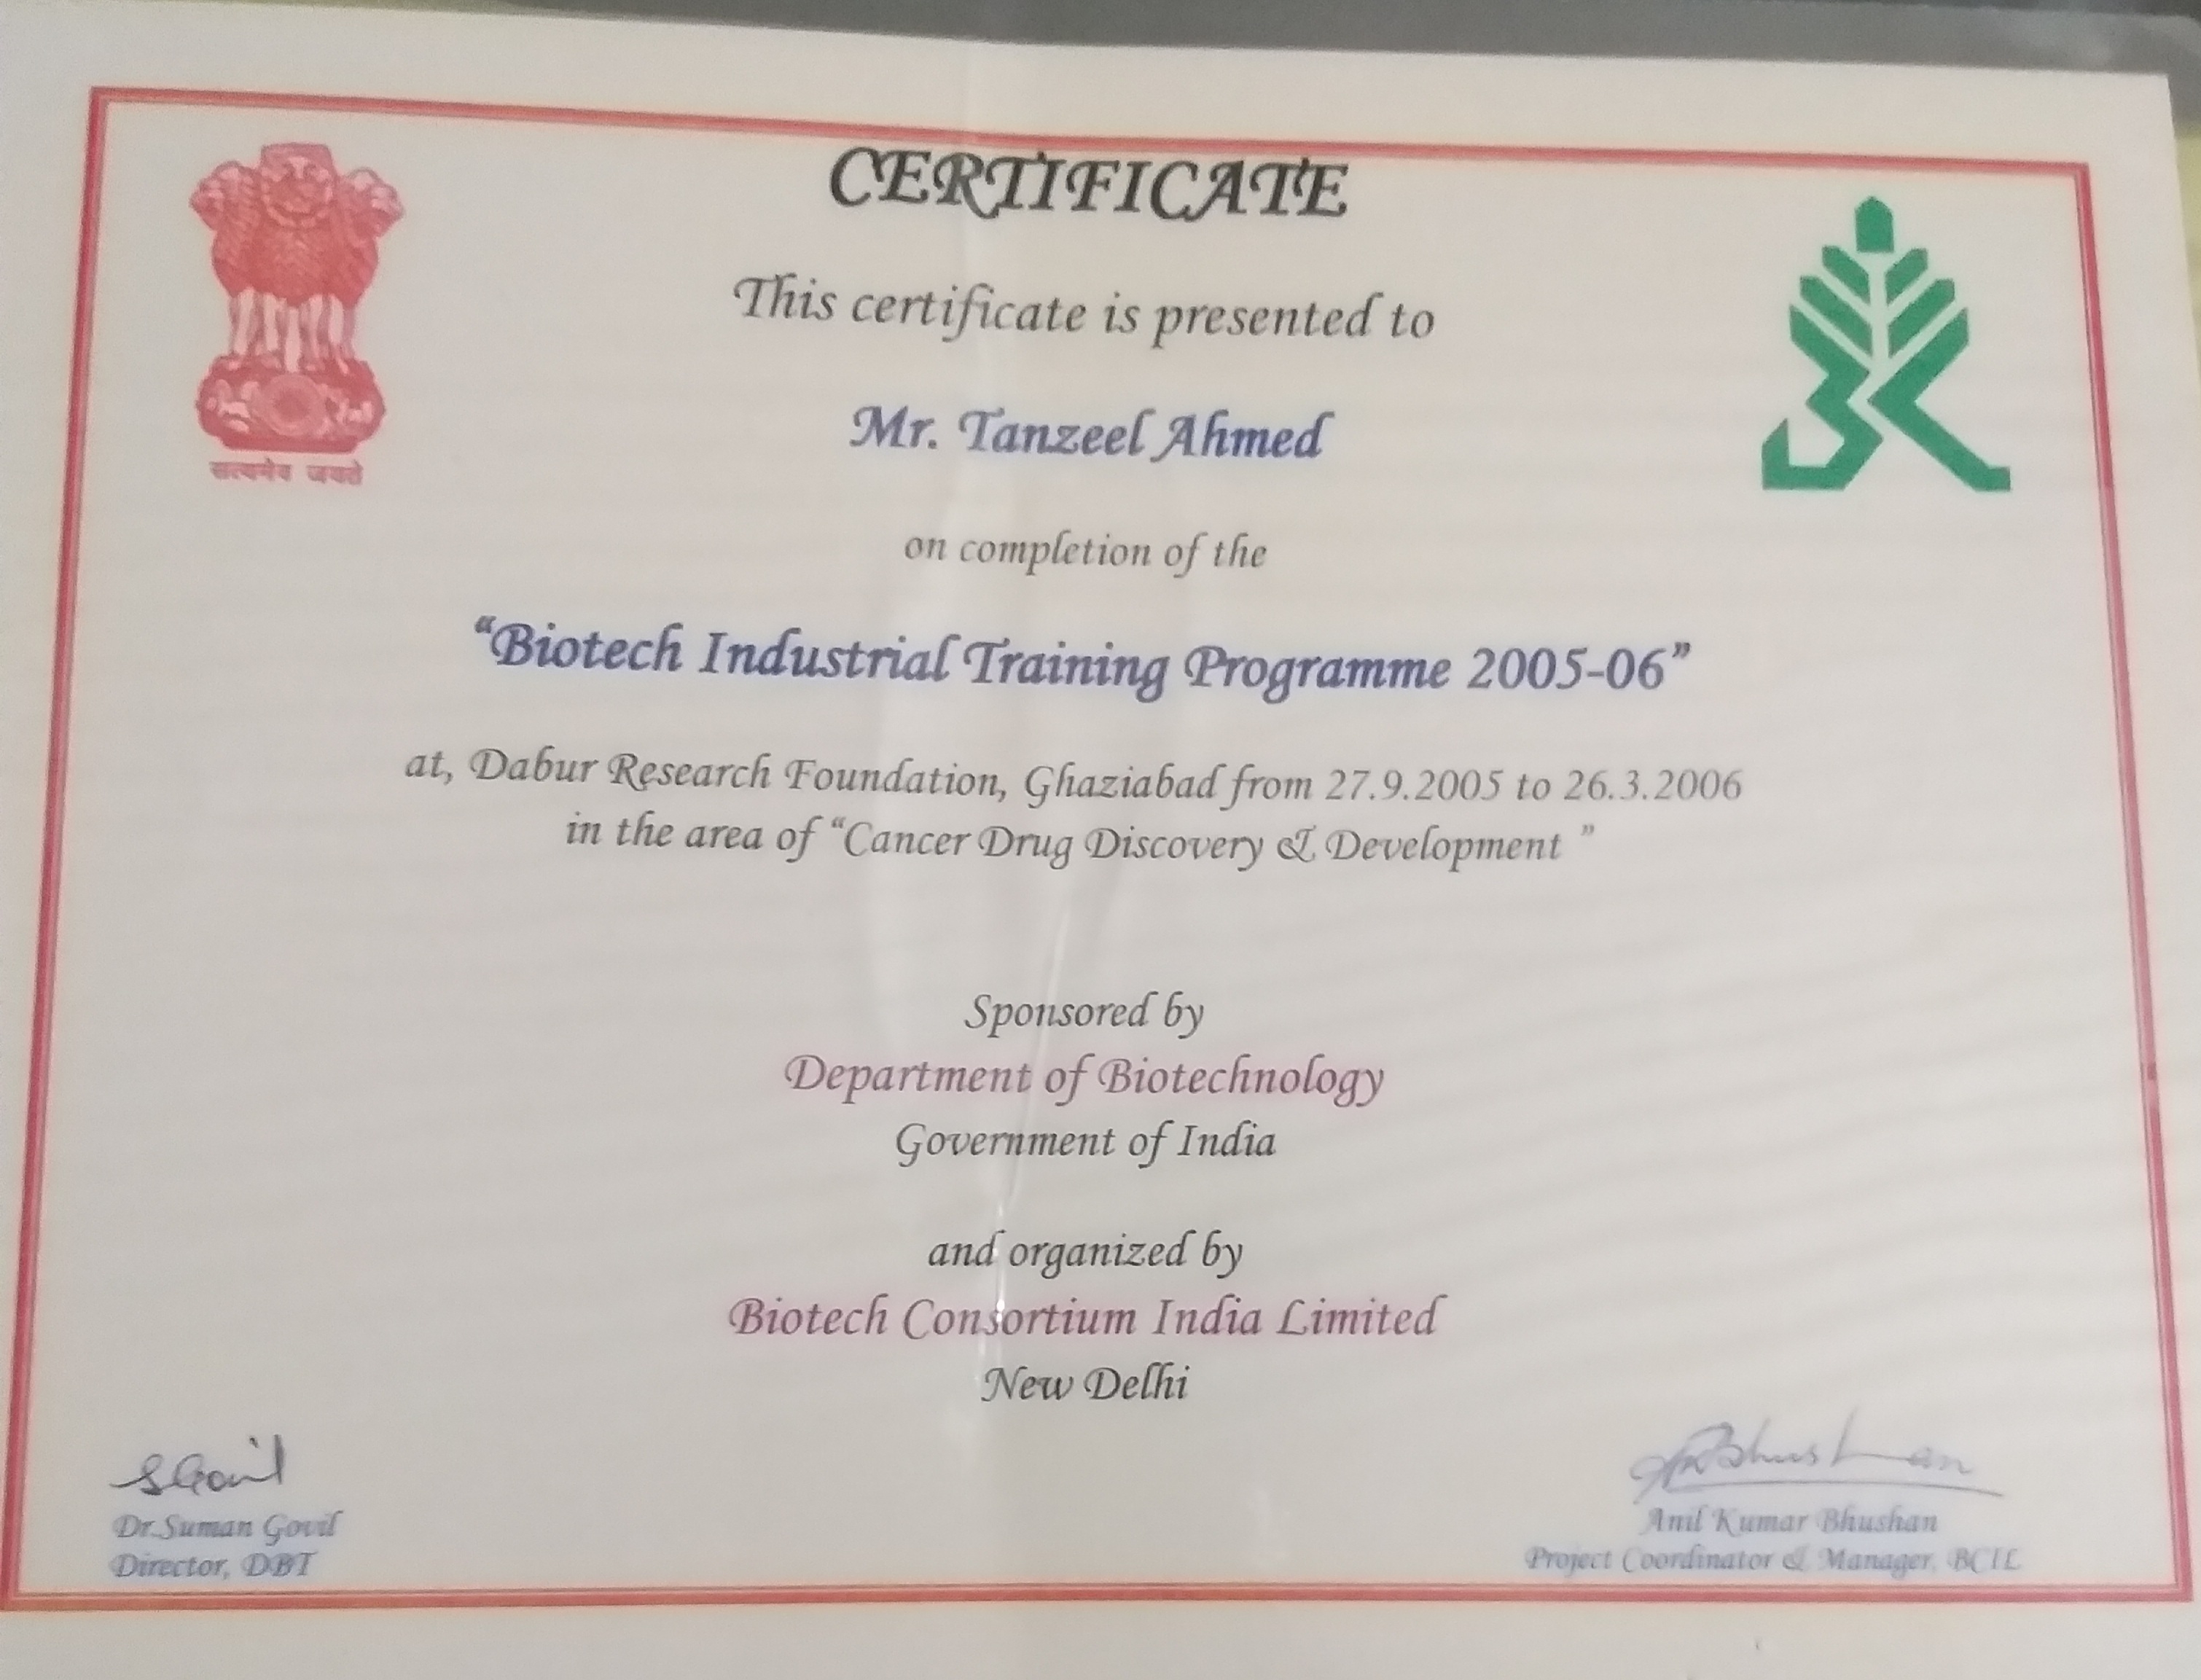 CERTIFICATE
This certificate is presented to
Mr. Tanzeel Ahmed
सत्यमेव जयते
on completion of the
“Biotech Industrial Training Programme 2005-06”
at, Dabur Research Foundation, Ghaziabad from 27.9.2005 to 26.3.2006
in the area of “Cancer Drug Discovery & Development ”
Sponsored by
Department of Biotechnology
Government of India
and organized by
Biotech Consortium India Limited
New Delhi
SGovil
Dr.Suman Govil
Director, DBT
Bhushan
Anil Kumar Bhushan
Project Coordinator & Manager, BCIL